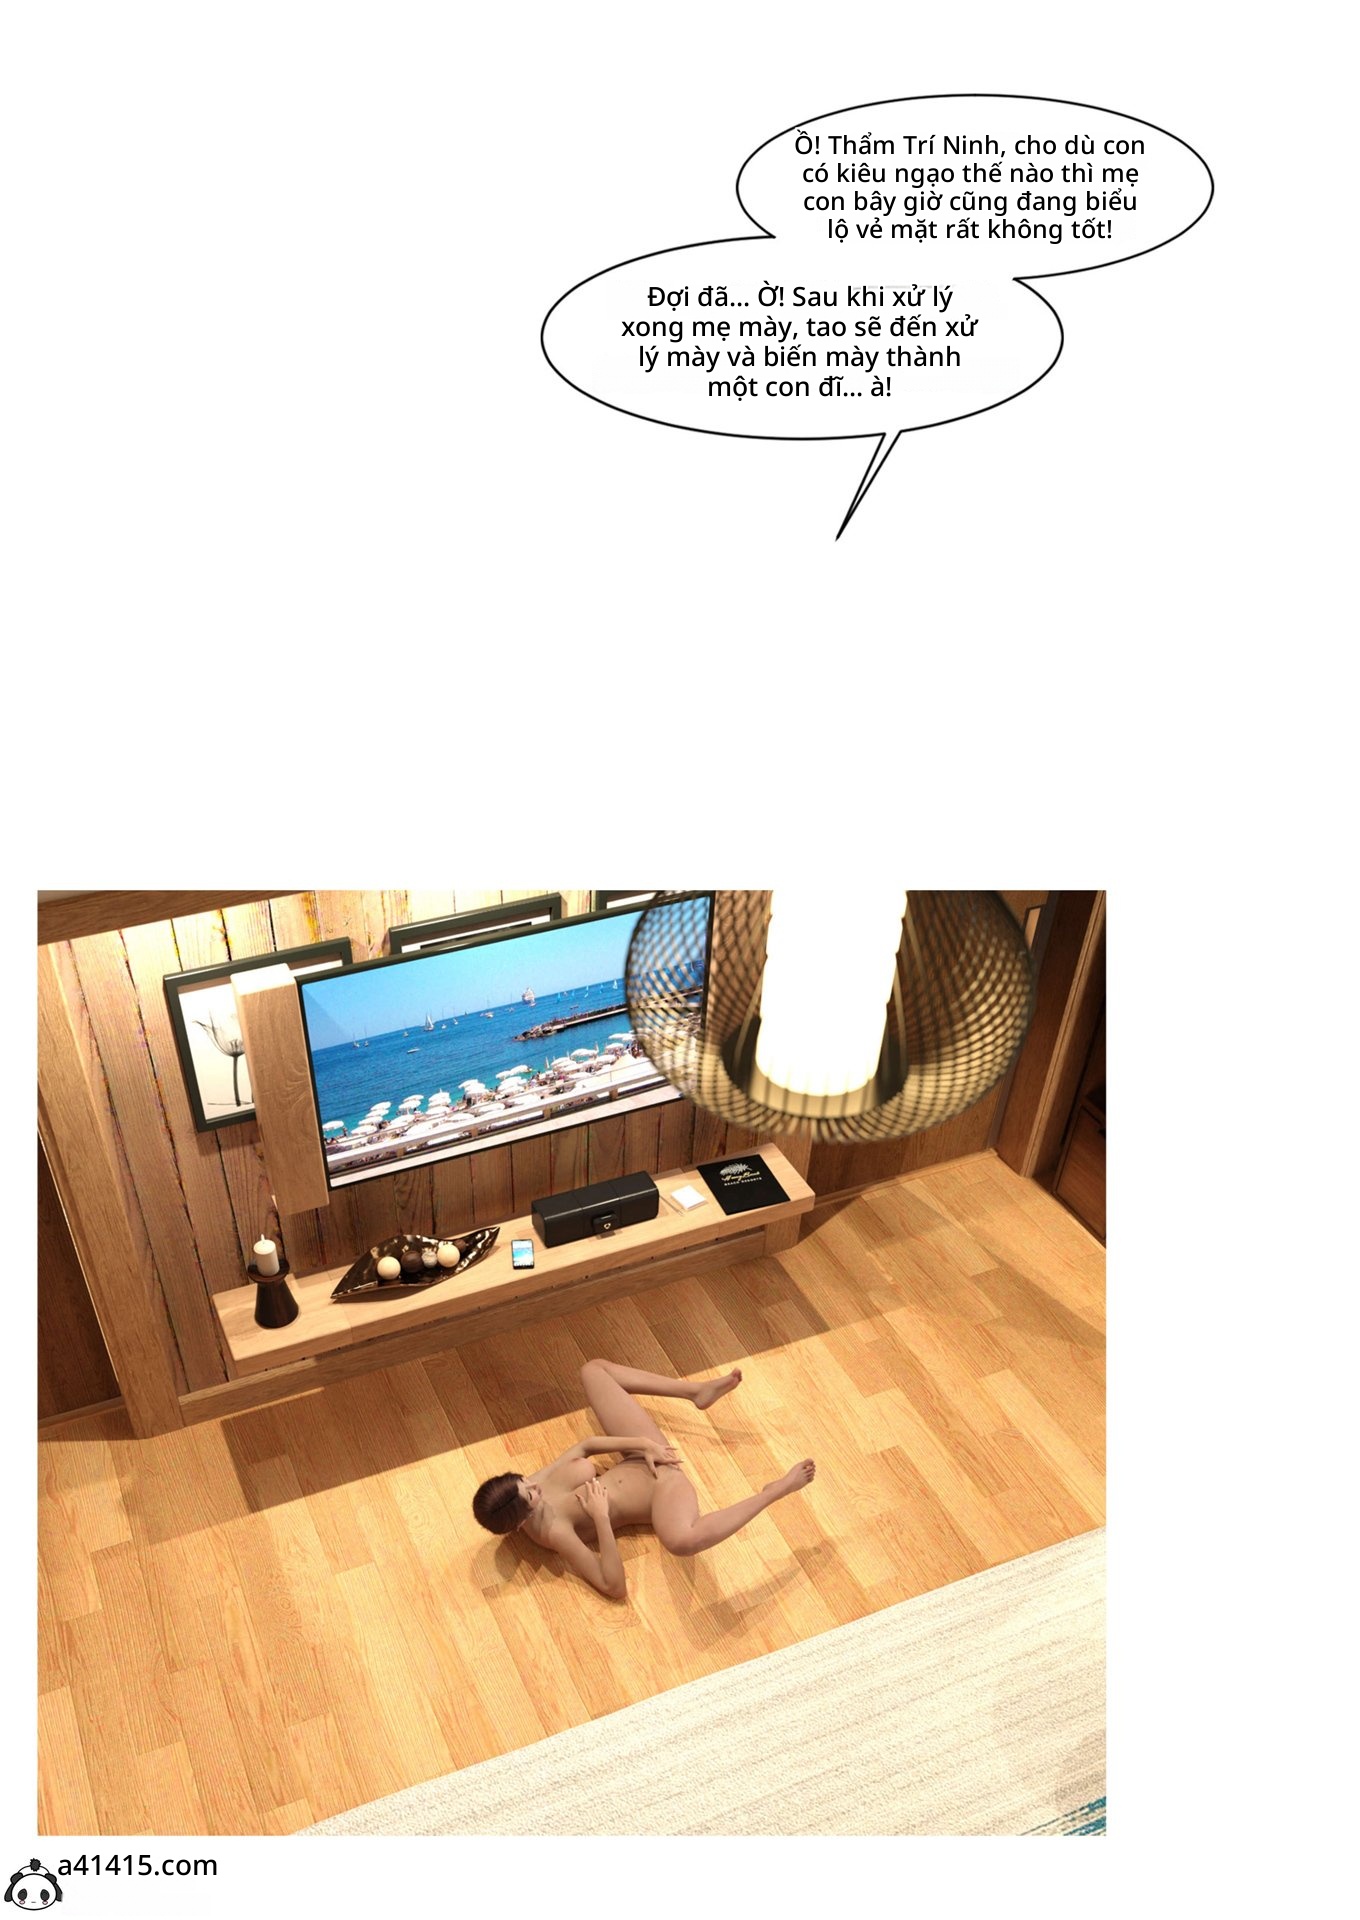 Ồ! Thẩm Trí Ninh, cho dù con
có kiêu ngạo thế nào thì mẹ
con bây giờ cũng đang biểu
lộ vẻ mặt rất không tốt!
Đợi đã... Ờ! Sau khi xử lý
xong mẹ mày, tao sẽ đến xử
lý mày và biến mày thành
một con đĩ... à!
a41415.com